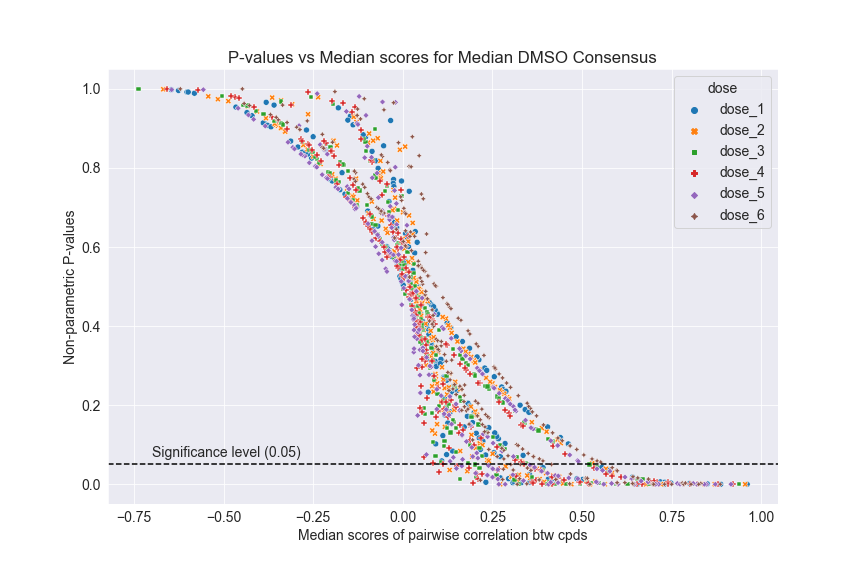 P-values vs Median scores for Median DMSO Consensus
dose
dose_1
dose_2
dose_3
dose_4
dose_5
dose_6
Non-parametric P-values
1.0
0.8
0.6
0.4
0.2
0.0
Significance level (0.05)
−0.75
−0.50
−0.25
0.00
0.25
0.50
0.75
1.00
Median scores of pairwise correlation btw cpds